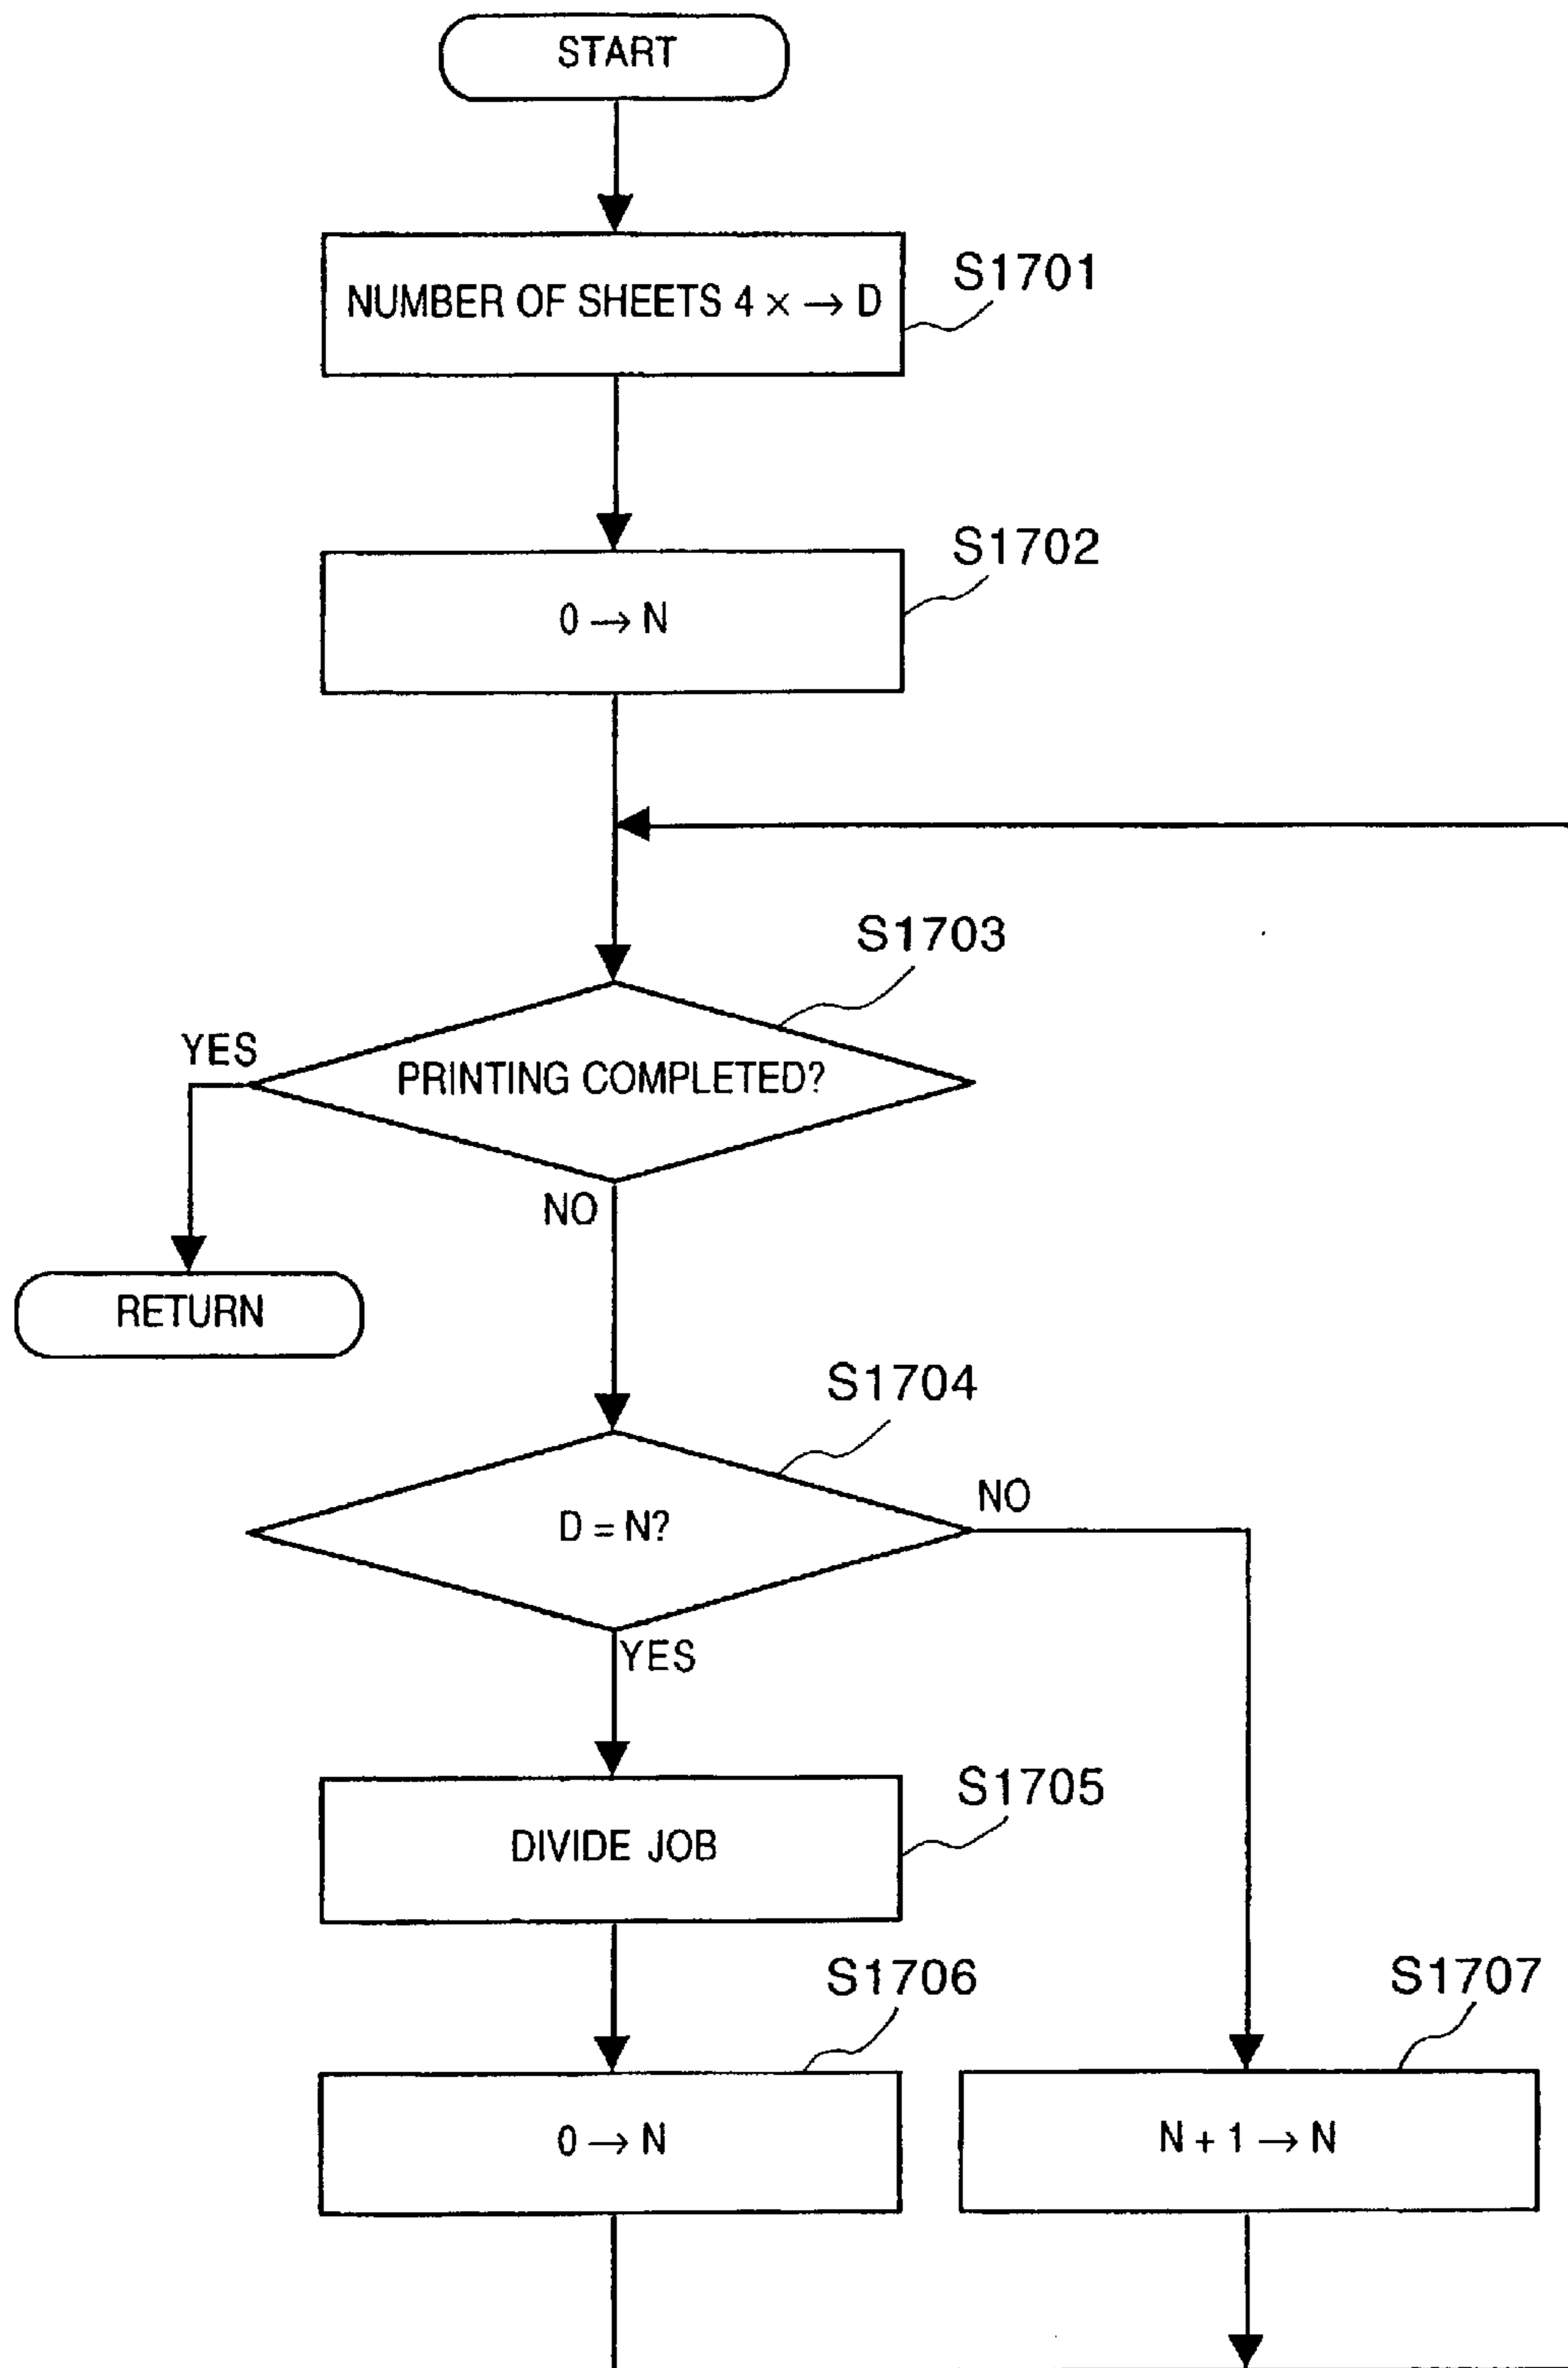 START
NUMBER OF SHEETS 4 × → D
S1701
S1702
0 → N
S1703
YES
PRINTING COMPLETED?
NO
RETURN
S1704
D = N?
NO
YES
S1705
DIVIDE JOB
S1706
S1707
0 → N
N + 1 → N